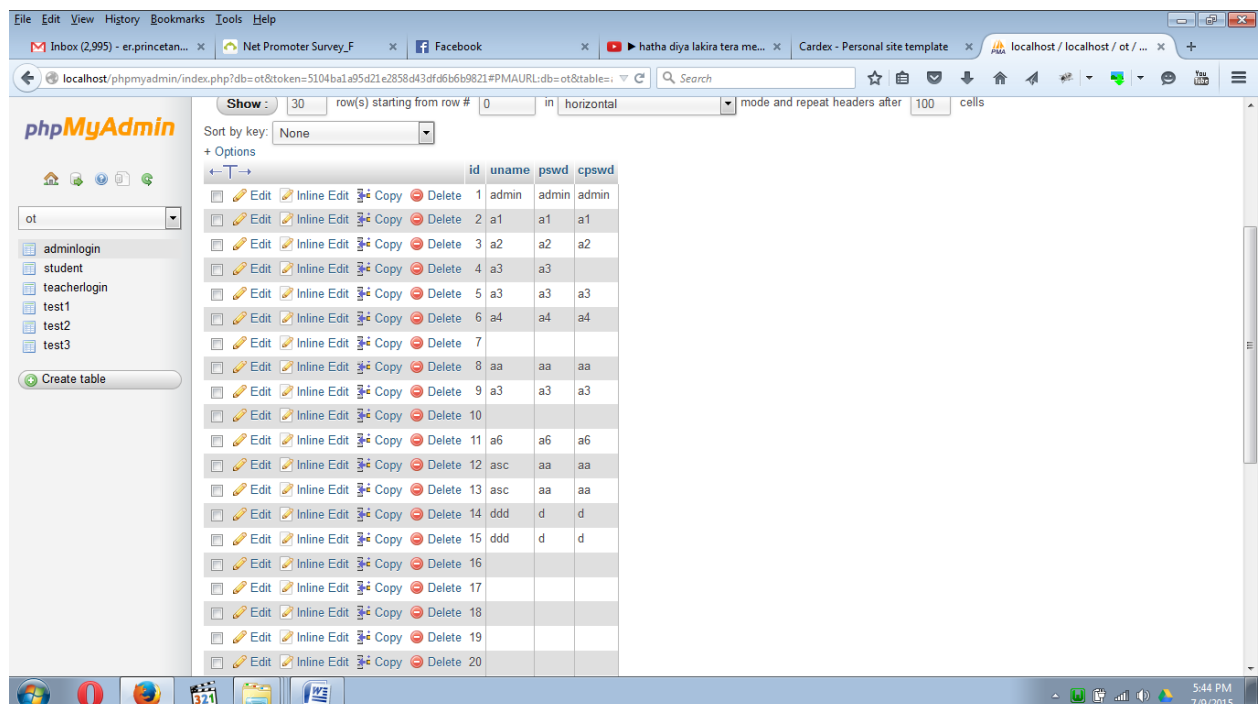 File Edit View History Bookmarks Tools Help
Inbox (2,995) - er.princetan... × Net Promoter Survey_F × Facebook × ▶ hatha diya lakira tera me... × Cardex - Personal site template × localhost / localhost / ot / ... × +
localhost/phpmyadmin/index.php?db=ot&token=5104ba1a95d21e2858d43dfd6b6b9821#PMAURL:db=ot&table=; Search
Show : 30 row(s) starting from row # 0 in horizontal mode and repeat headers after 100 cells
phpMyAdmin
Sort by key: None
+ Options
←T→ id uname pswd cpswd
Edit Inline Edit Copy Delete 1 admin admin admin
Edit Inline Edit Copy Delete 2 a1 a1 a1
Edit Inline Edit Copy Delete 3 a2 a2 a2
Edit Inline Edit Copy Delete 4 a3 a3
Edit Inline Edit Copy Delete 5 a3 a3 a3
Edit Inline Edit Copy Delete 6 a4 a4 a4
Edit Inline Edit Copy Delete 7
Edit Inline Edit Copy Delete 8 aa aa aa
Edit Inline Edit Copy Delete 9 a3 a3 a3
Edit Inline Edit Copy Delete 10
Edit Inline Edit Copy Delete 11 a6 a6 a6
Edit Inline Edit Copy Delete 12 asc aa aa
Edit Inline Edit Copy Delete 13 asc aa aa
Edit Inline Edit Copy Delete 14 ddd d d
Edit Inline Edit Copy Delete 15 ddd d d
Edit Inline Edit Copy Delete 16
Edit Inline Edit Copy Delete 17
Edit Inline Edit Copy Delete 18
Edit Inline Edit Copy Delete 19
Edit Inline Edit Copy Delete 20
ot
adminlogin
student
teacherlogin
test1
test2
test3
Create table
321
5:44 PM
7/9/2015